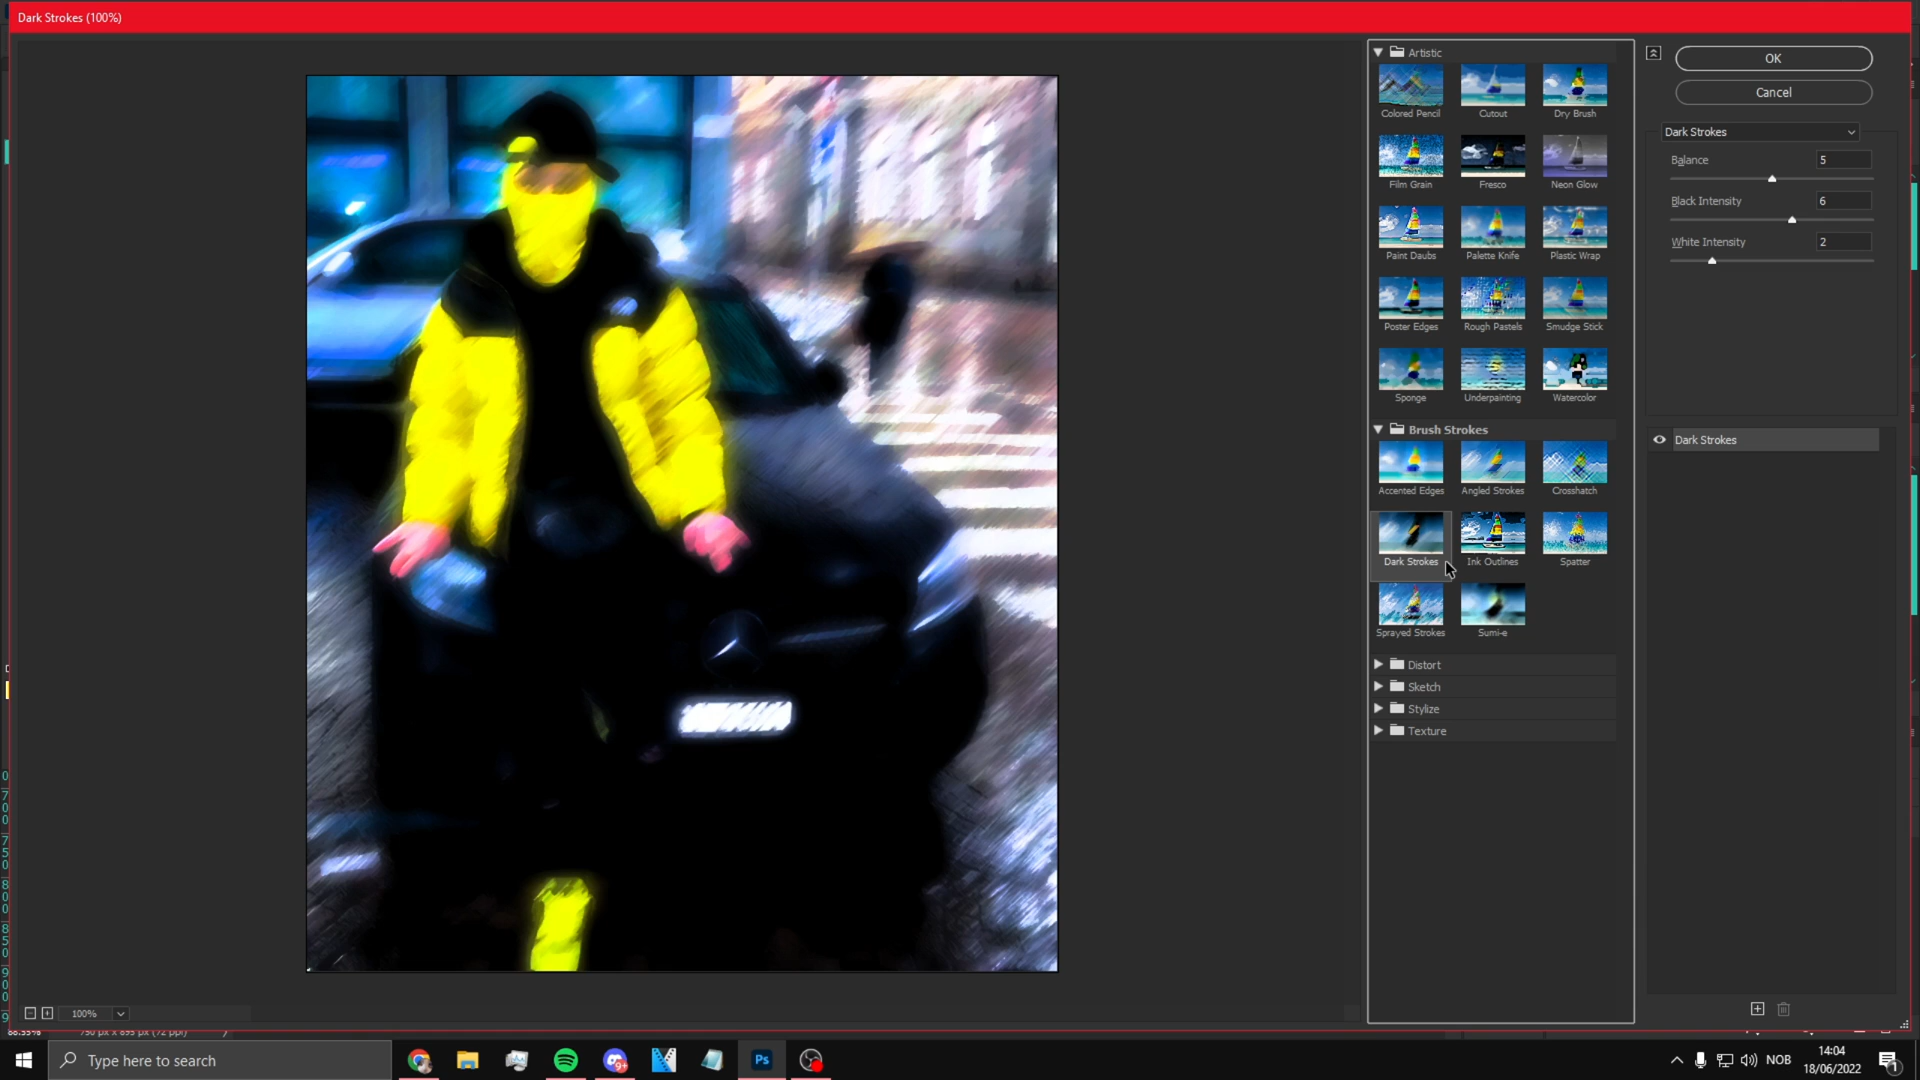 Dark Strokes (100%)
Artistic
Colored Pencil
Cutout
Dry Brush
Film Grain
Fresco
Neon Glow
Paint Daubs
Palette Knife
Plastic Wrap
Poster Edges
Rough Pastels
Smudge Stick
Sponge
Underpainting
Watercolor
Brush Strokes
Accented Edges
Angled Strokes
Crosshatch
Dark Strokes
Ink Outlines
Spatter
Sprayed Strokes
Sumi-e
Distort
Sketch
Stylize
Texture
OK
Cancel
Dark Strokes
Balance 5
Black Intensity 6
White Intensity 2
Dark Strokes
100%
Type here to search
9+
Ps
NOB
14:04
18/06/2022
1